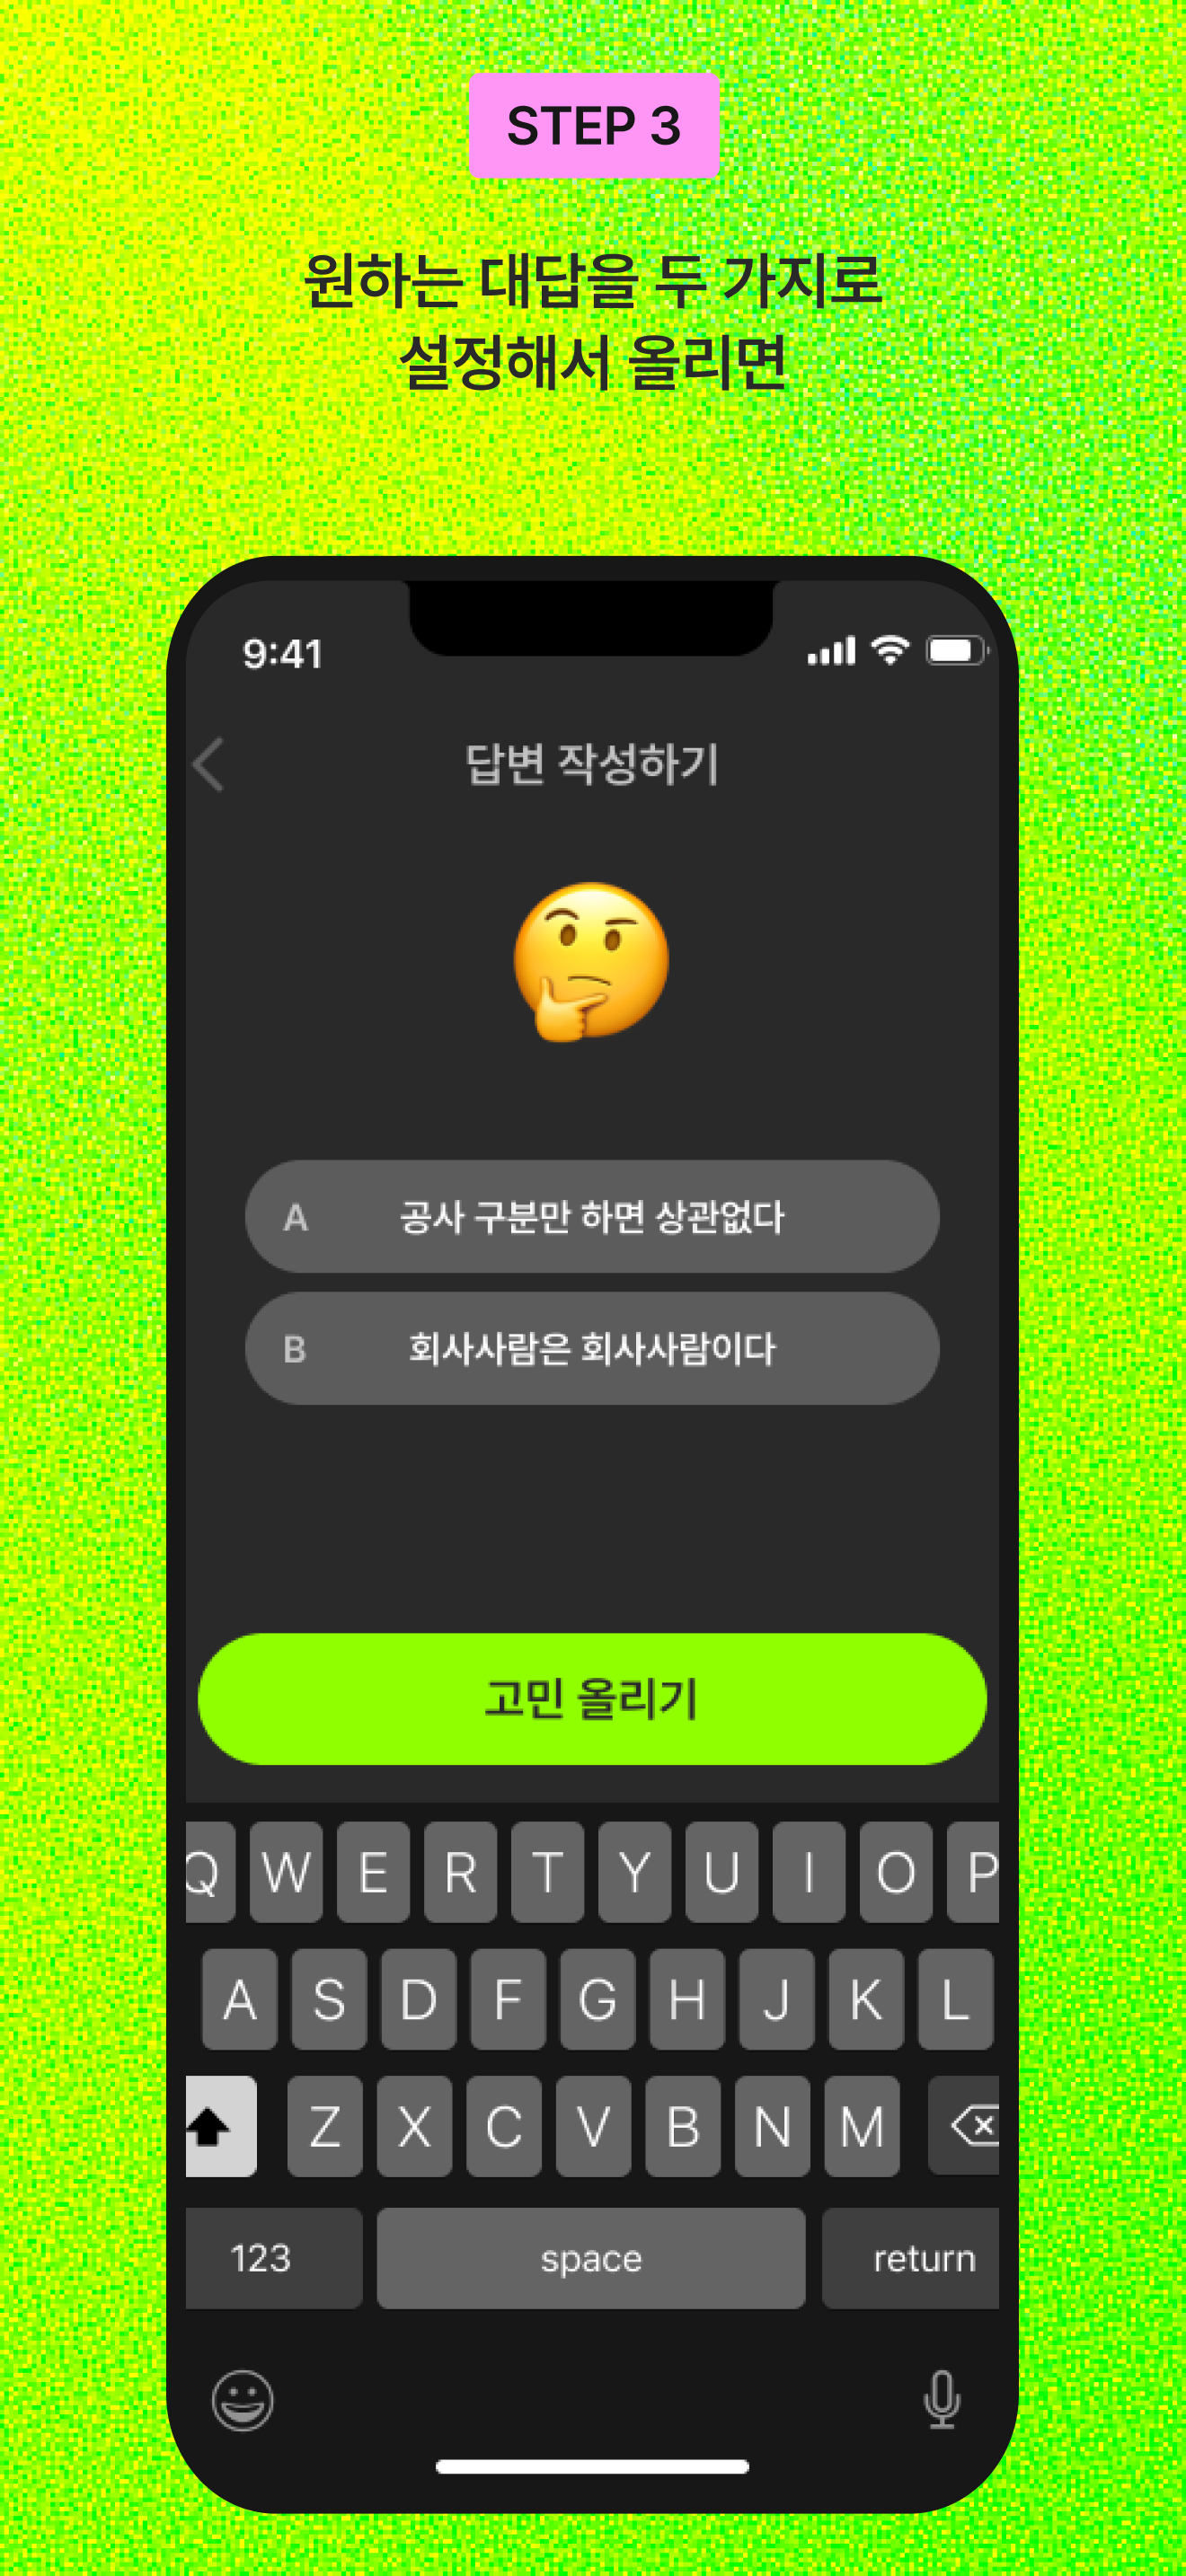 STEP 3
원하는 대답을 두 가지로
설정해서 올리면
9:41
답변 작성하기
A 공사 구분만 하면 상관없다
B 회사사람은 회사사람이다
고민 올리기
Q W E R T Y U I O P
A S D F G H J K L
Z X C V B N M
123 space return